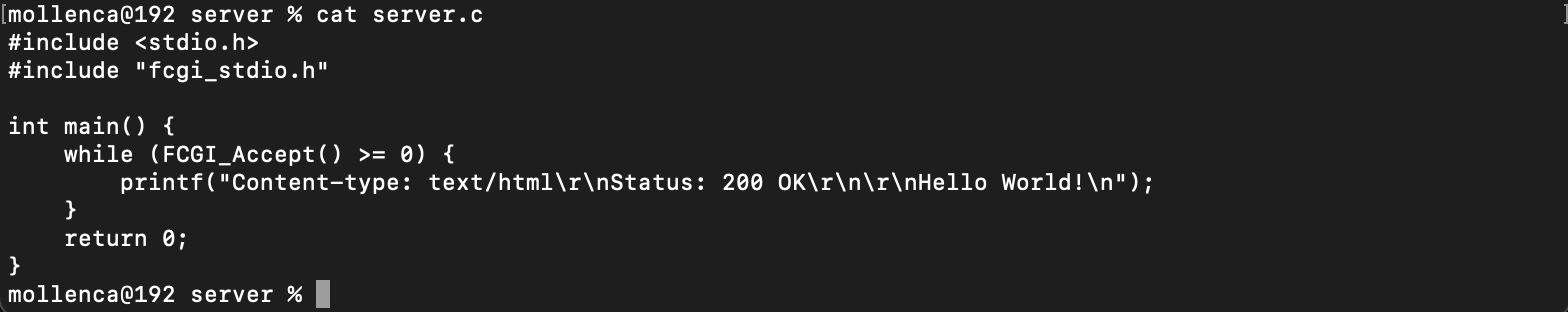 [mollenca@192 server % cat server.c ]
#include <stdio.h>
#include "fcgi_stdio.h"

int main() {
    while (FCGI_Accept() >= 0) {
        printf("Content-type: text/html\r\nStatus: 200 OK\r\n\r\nHello World!\n");
    }
    return 0;
}
mollenca@192 server %